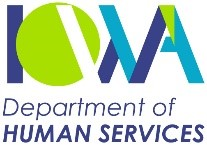 IOWA
Department of
HUMAN SERVICES